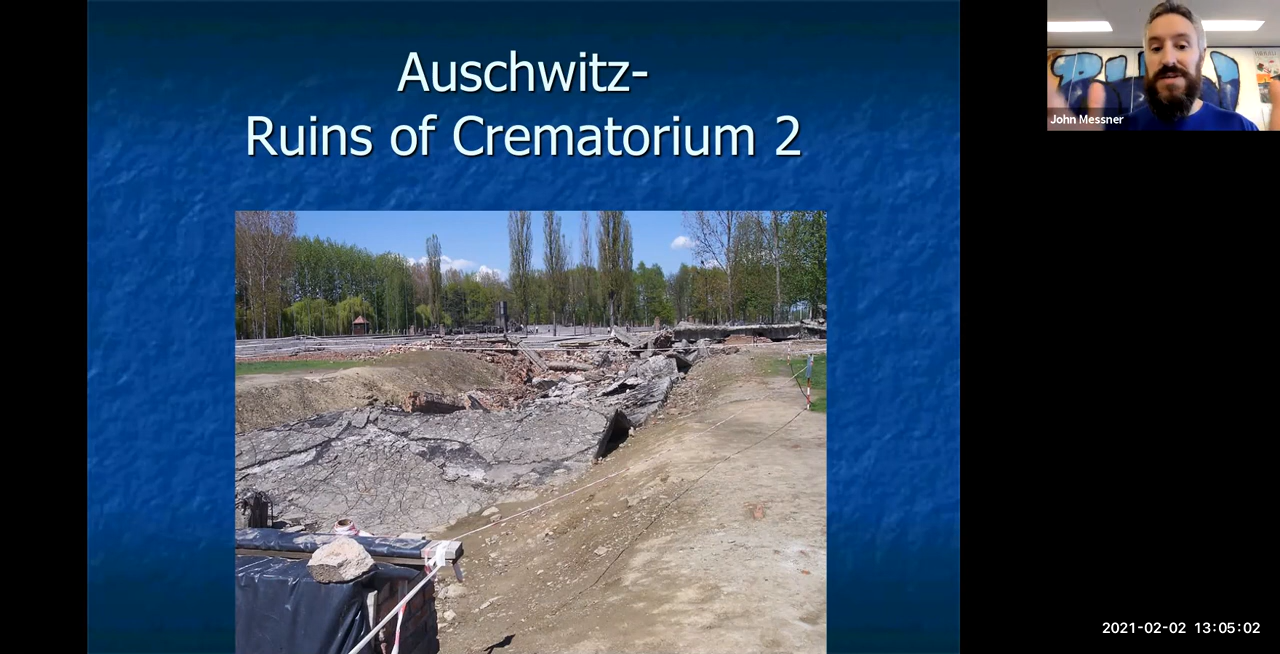 Auschwitz-
Ruins of Crematorium 2
John Messner
2021-02-02 13:05:02